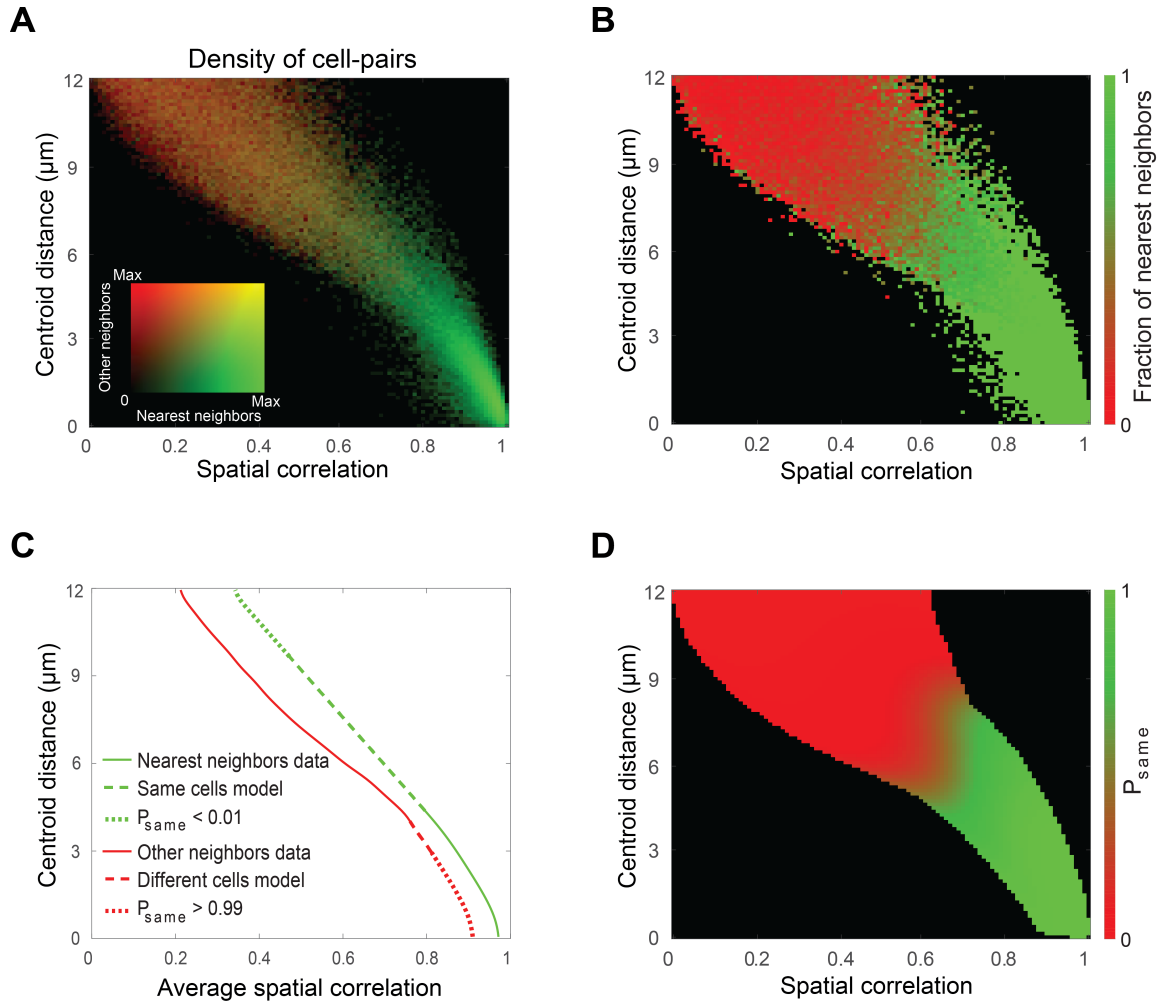 A
Density of cell-pairs
12
9
6
3
0
Centroid distance (µm)
Max
Other neighbors
0
Max
Nearest neighbors
0
0.2
0.4
0.6
0.8
1
Spatial correlation
B
12
9
6
3
0
Centroid distance (µm)
0
0.2
0.4
0.6
0.8
1
Spatial correlation
1
0
Fraction of nearest neighbors
C
12
9
6
3
0
Centroid distance (µm)
Nearest neighbors data
Same cells model
Psame < 0.01
Other neighbors data
Different cells model
Psame > 0.99
0
0.2
0.4
0.6
0.8
1
Average spatial correlation
D
12
9
6
3
0
Centroid distance (µm)
0
0.2
0.4
0.6
0.8
1
Spatial correlation
1
0
Psame